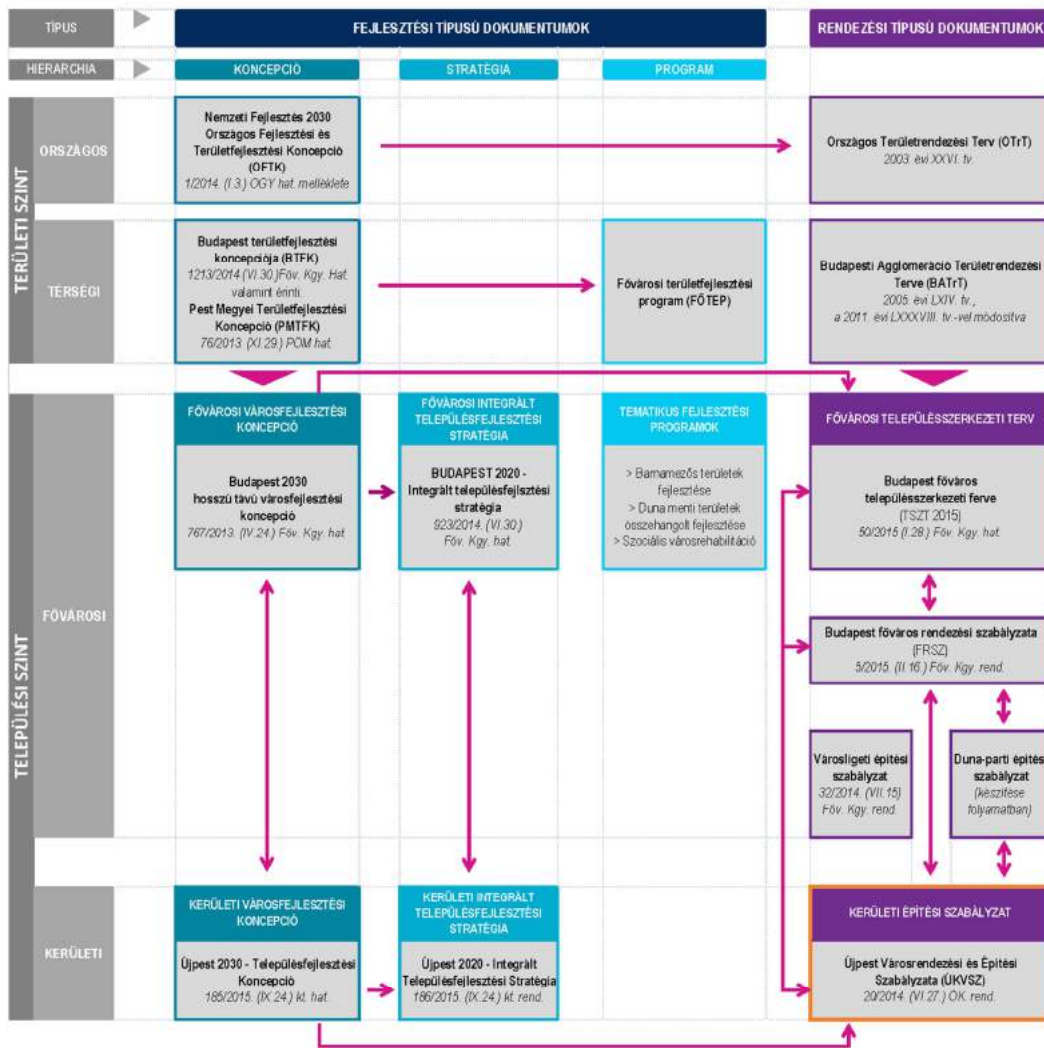 TÍPUS
FEJLESZTÉSI TÍPUSÚ DOKUMENTUMOK
RENDEZÉSI TÍPUSÚ DOKUMENTUMOK
HIERARCHIA
KONCEPCIÓ
STRATÉGIA
PROGRAM
TERÜLETI SZINT
ORSZÁGOS
Nemzeti Fejlesztés 2030
Országos Fejlesztési és
Területfejlesztési Koncepció
(OFTK)
1/2014. (I.3.) OGY hat. melléklete
Országos Területrendezési Terv (OTrT)
2003. évi XXVI. tv.
TÉRSÉGI
Budapest területfejlesztési
koncepciója (BTFK)
1213/2014 (VI.30.)Föv. Kgy. Hat.
valamint érinti.
Pest Megyei Területfejlesztési
Koncepció (PMTFK)
76/2013. (XI.29.) PÖM hat.
Fővárosi területfejlesztési
program (FŐTEP)
Budapesti Agglomeráció Területrendezési
Terve (BATrT)
2005. évi LXIV. tv.,
a 2011. évi LXXXVIII. tv.-vel módosítva
TELEPÜLÉSI SZINT
FŐVÁROSI
FŐVÁROSI VÁROSFEJLESZTÉSI
KONCEPCIÓ
Budapest 2030
hosszú távú városfejlesztési
koncepció
767/2013. (IV.24.) Föv. Kgy. hat.
FŐVÁROSI INTEGRÁLT
TELEPÜLÉSFEJLESZTÉSI
STRATÉGIA
BUDAPEST 2020 -
Integrált településfejlsztési
stratégia
923/2014. (VI.30.)
Föv. Kgy. hat.
TEMATIKUS FEJLESZTÉSI
PROGRAMOK
> Barnamezős területek
fejlesztése
> Duna menti területek
összehangolt fejlesztése
> Szociális városrehabilitáció
FŐVÁROSI TELEPÜLÉSSZERKEZETI TERV
Budapest főváros
településszerkezeti ferve
(TSZT 2015)
50/2015 (I.28.) Föv. Kgy. hat.
Budapest főváros rendezési szabályzata
(FRSZ)
5/2015. (II.16.) Föv. Kgy. rend.
Városligeti építési
szabályzat
32/2014. (VII.15)
Föv. Kgy. rend.
Duna-parti építési
szabályzat
(készítése
folyamatban)
KERÜLETI
KERÜLETI VÁROSFEJLESZTÉSI
KONCEPCIÓ
Újpest 2030 - Településfejlesztési
Koncepció
185/2015. (IX.24.) kt. hat.
KERÜLETI INTEGRÁLT
TELEPÜLÉSFEJLESZTÉSI
STRATÉGIA
Újpest 2020 - Integrált
Településfejlesztési Stratégia
186/2015. (IX.24.) kt. rend.
KERÜLETI ÉPÍTÉSI SZABÁLYZAT
Újpest Városrendezési és Építési
Szabályzata (ÚKVSZ)
20/2014. (VI.27.) ÖK. rend.